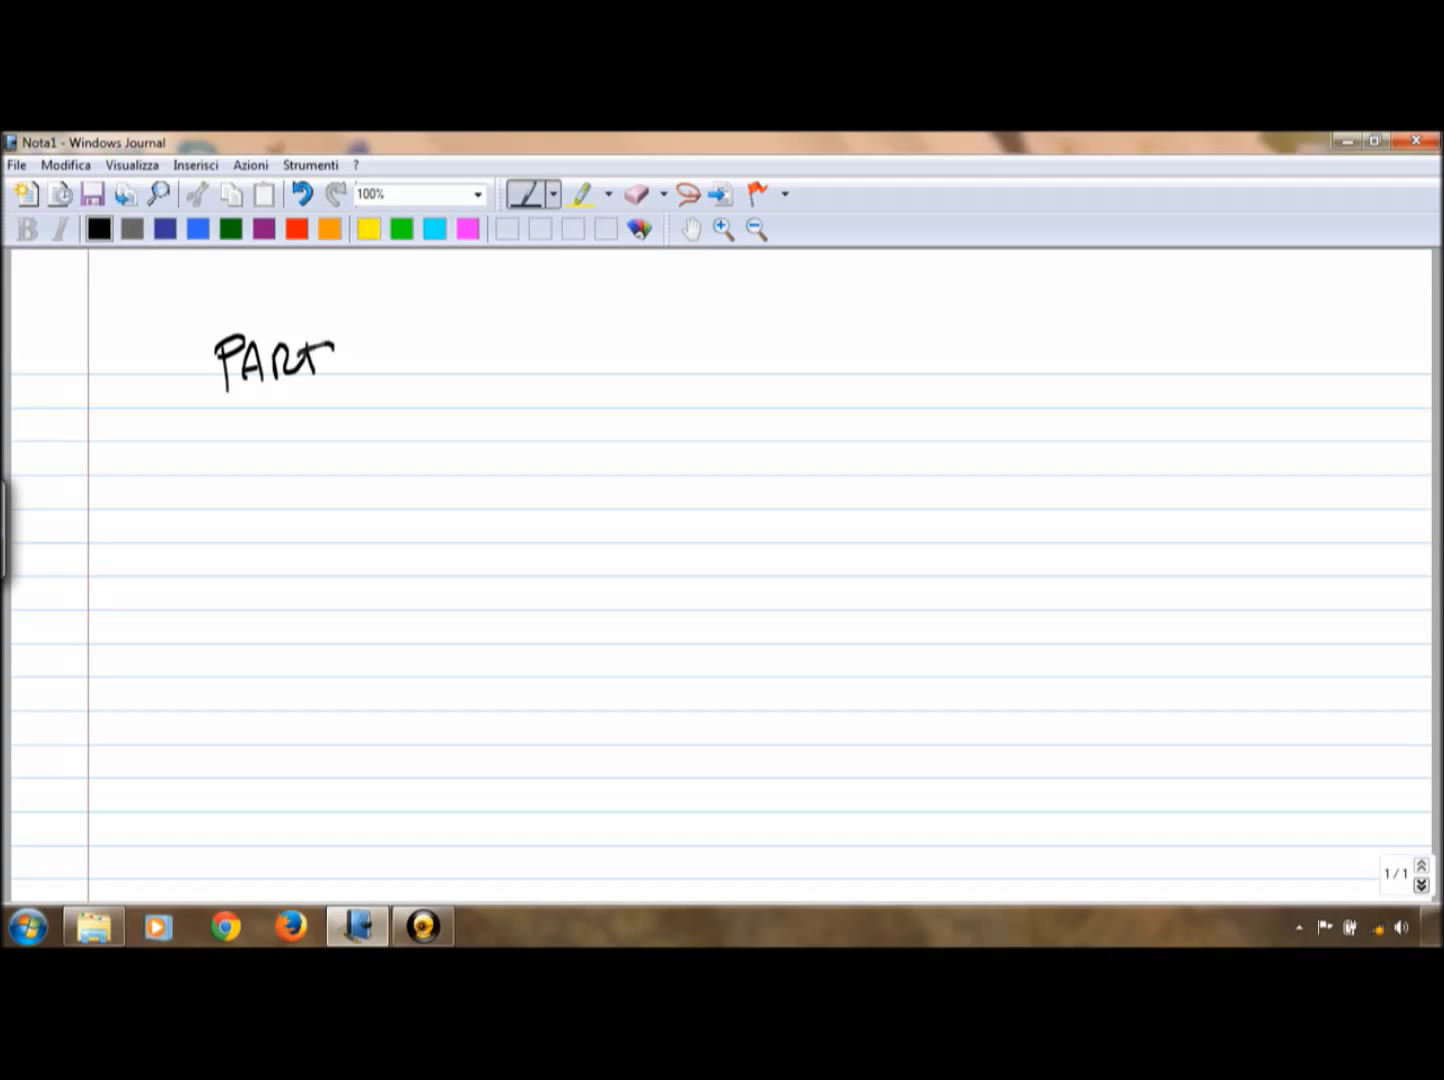 Nota1 - Windows Journal
File Modifica Visualizza Inserisci Azioni Strumenti ?
100%
B I
PART
1 / 1